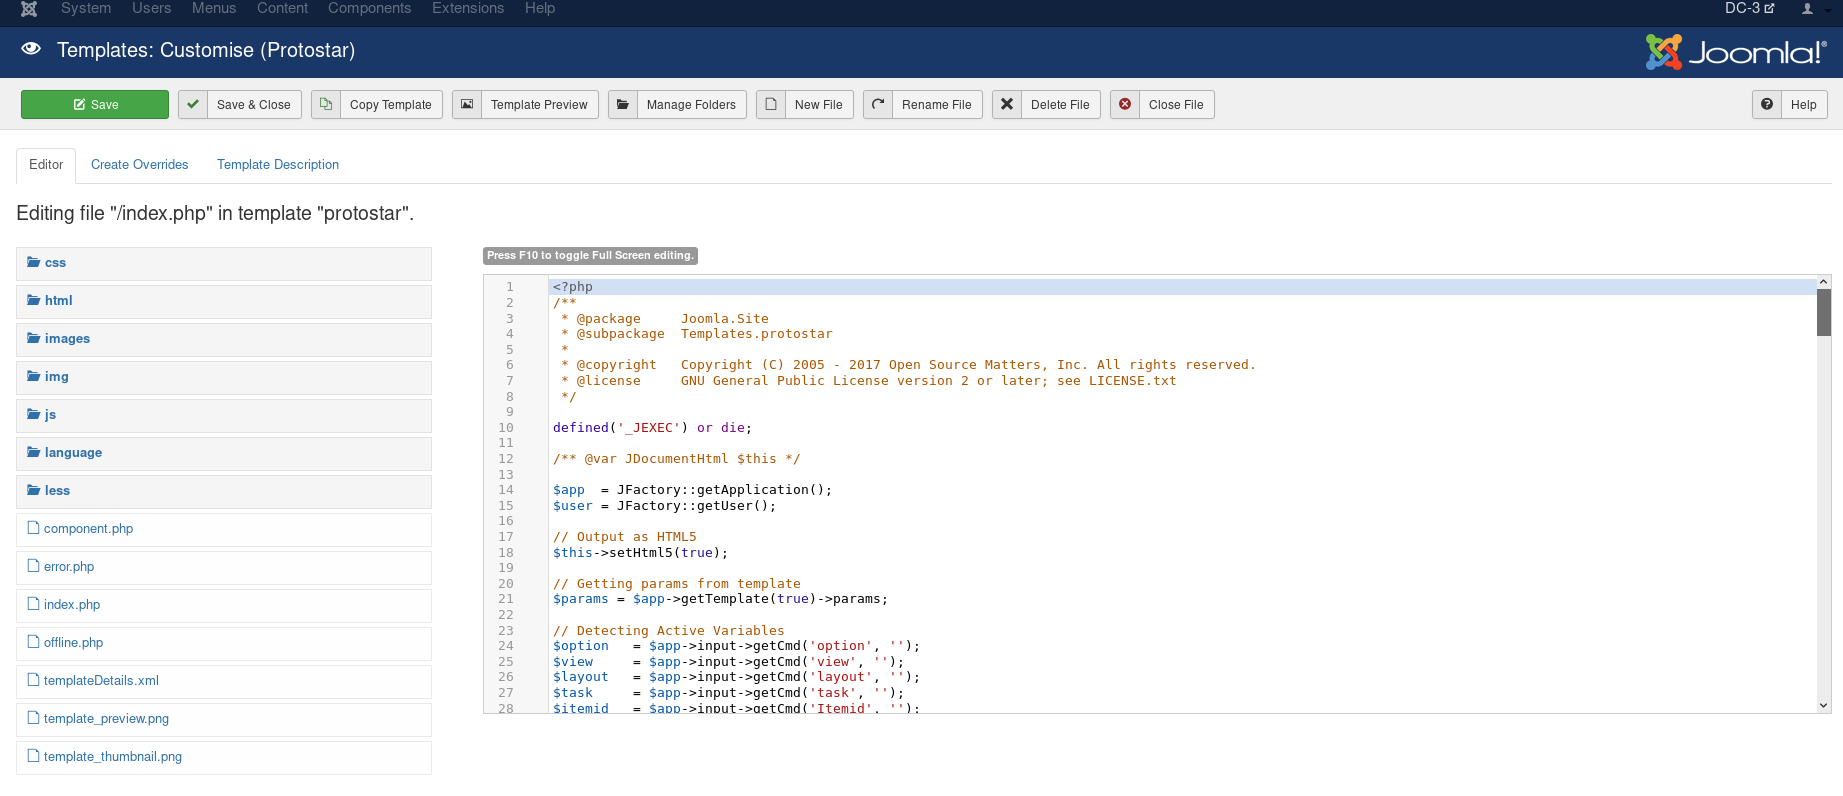 System Users Menus Content Components Extensions Help DC-3
Templates: Customise (Protostar) Joomla!®
Save Save & Close Copy Template Template Preview Manage Folders New File Rename File Delete File Close File Help
Editor Create Overrides Template Description
Editing file "/index.php" in template "protostar".
css
html
images
img
js
language
less
component.php
error.php
index.php
offline.php
templateDetails.xml
template_preview.png
template_thumbnail.png
Press F10 to toggle Full Screen editing.
1 <?php
2 /**
3  * @package     Joomla.Site
4  * @subpackage  Templates.protostar
5  *
6  * @copyright   Copyright (C) 2005 - 2017 Open Source Matters, Inc. All rights reserved.
7  * @license     GNU General Public License version 2 or later; see LICENSE.txt
8  */
9
10 defined('_JEXEC') or die;
11
12 /** @var JDocumentHtml $this */
13
14 $app  = JFactory::getApplication();
15 $user = JFactory::getUser();
16
17 // Output as HTML5
18 $this->setHtml5(true);
19
20 // Getting params from template
21 $params = $app->getTemplate(true)->params;
22
23 // Detecting Active Variables
24 $option   = $app->input->getCmd('option', '');
25 $view     = $app->input->getCmd('view', '');
26 $layout   = $app->input->getCmd('layout', '');
27 $task     = $app->input->getCmd('task', '');
28 $itemid   = $app->input->getCmd('Itemid', '');